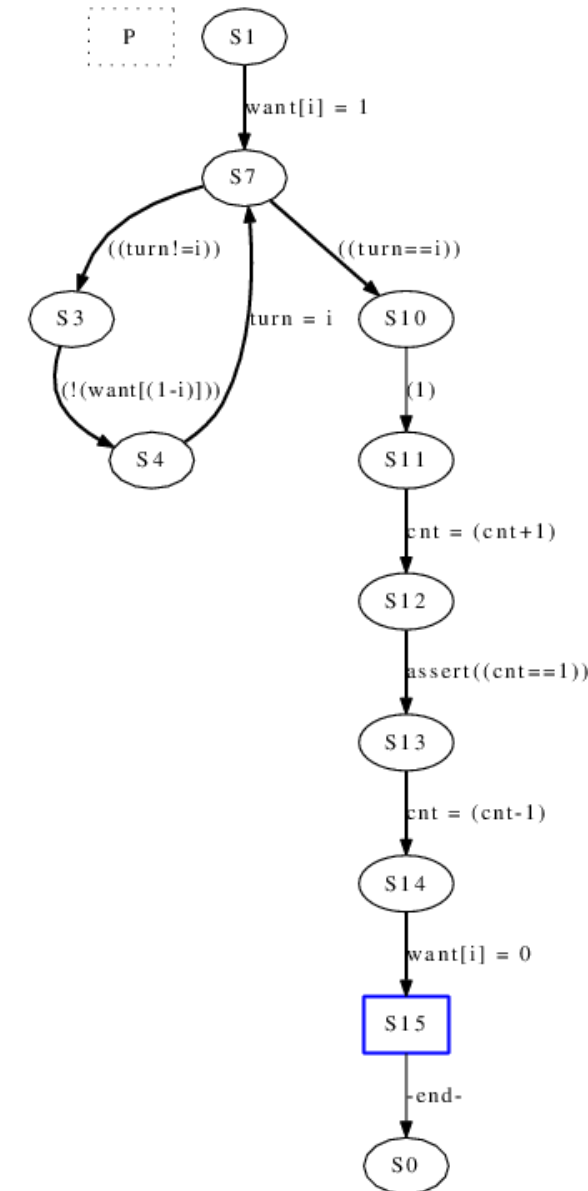 P
S1
want[i] = 1
S7
((turn!=i))
((turn==i))
S3
turn = i
S10
(!(want[(1-i)]))
(1)
S4
S11
cnt = (cnt+1)
S12
assert((cnt==1))
S13
cnt = (cnt-1)
S14
want[i] = 0
S15
-end-
S0